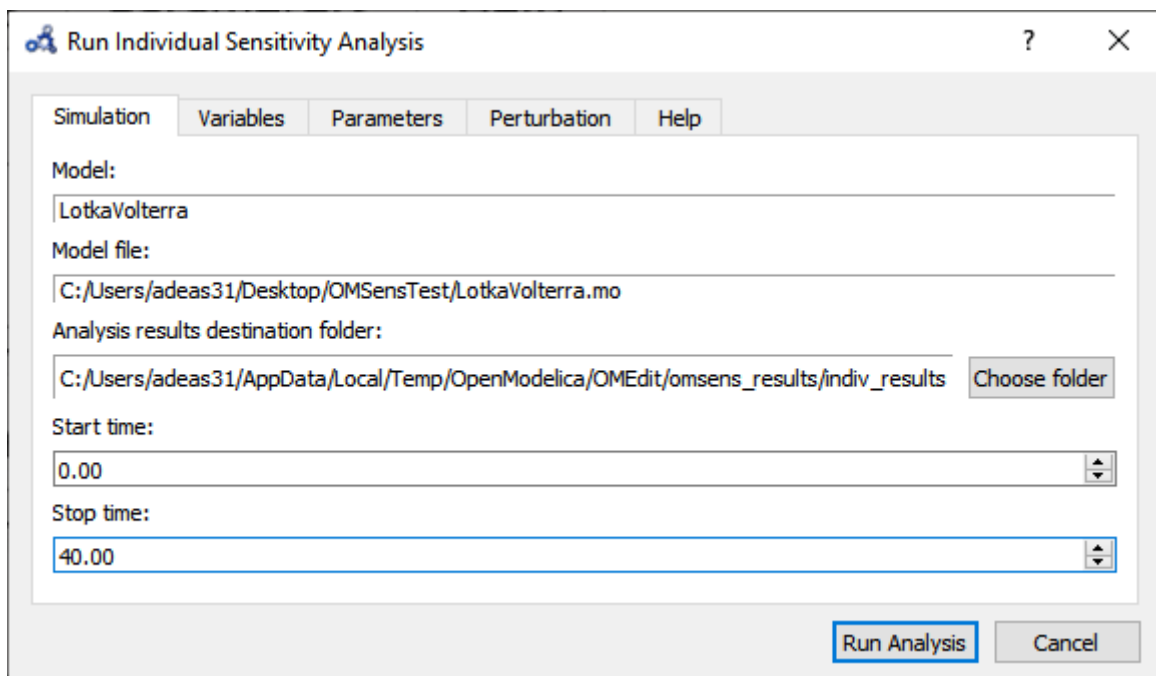 Run Individual Sensitivity Analysis ? ×
Simulation Variables Parameters Perturbation Help
Model:
LotkaVolterra
Model file:
C:/Users/adeas31/Desktop/OMSensTest/LotkaVolterra.mo
Analysis results destination folder:
C:/Users/adeas31/AppData/Local/Temp/OpenModelica/OMEdit/omsens_results/indiv_results Choose folder
Start time:
0.00
Stop time:
40.00
Run Analysis Cancel